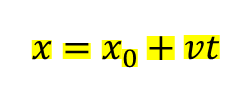 x = x₀ + vt